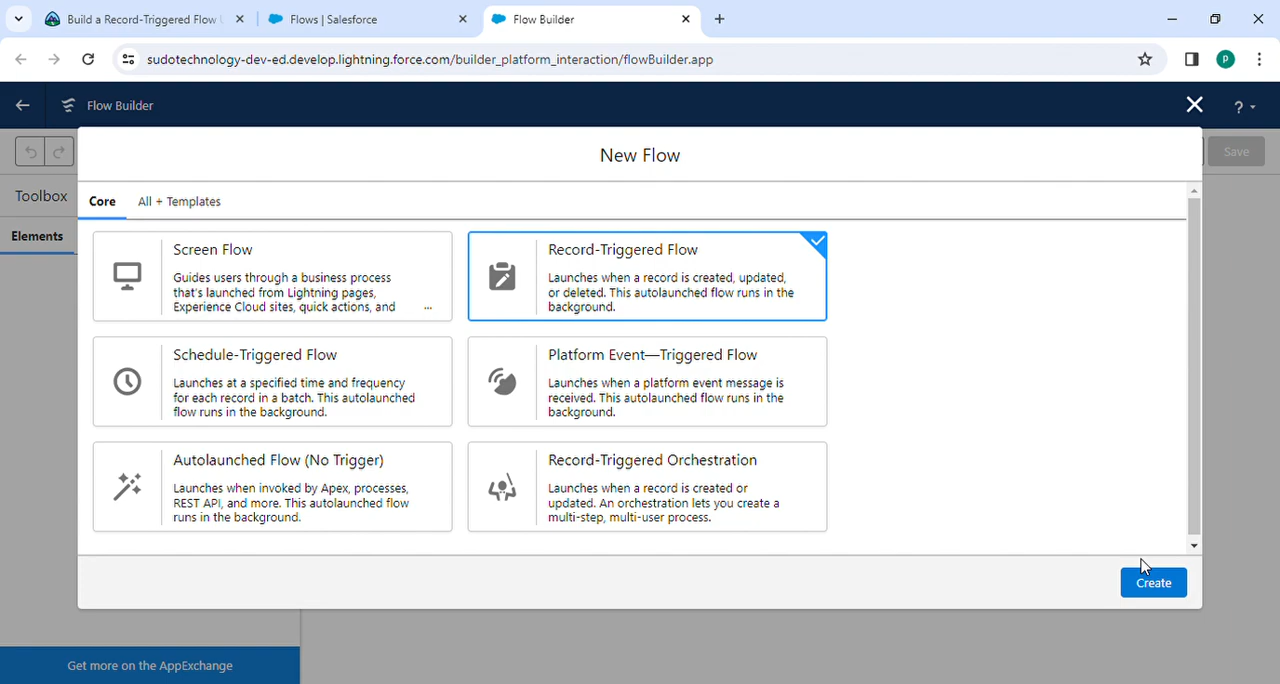 Build a Record-Triggered Flow
Flows | Salesforce
Flow Builder
sudotechnology-dev-ed.develop.lightning.force.com/builder_platform_interaction/flowBuilder.app
P
Flow Builder
?
New Flow
Save
Toolbox
Core
All + Templates
Elements
Screen Flow
Guides users through a business process
that's launched from Lightning pages,
Experience Cloud sites, quick actions, and ...
Record-Triggered Flow
Launches when a record is created, updated,
or deleted. This autolaunched flow runs in the
background.
Schedule-Triggered Flow
Launches at a specified time and frequency
for each record in a batch. This autolaunched
flow runs in the background.
Platform Event—Triggered Flow
Launches when a platform event message is
received. This autolaunched flow runs in the
background.
Autolaunched Flow (No Trigger)
Launches when invoked by Apex, processes,
REST API, and more. This autolaunched flow
runs in the background.
Record-Triggered Orchestration
Launches when a record is created or
updated. An orchestration lets you create a
multi-step, multi-user process.
Create
Get more on the AppExchange